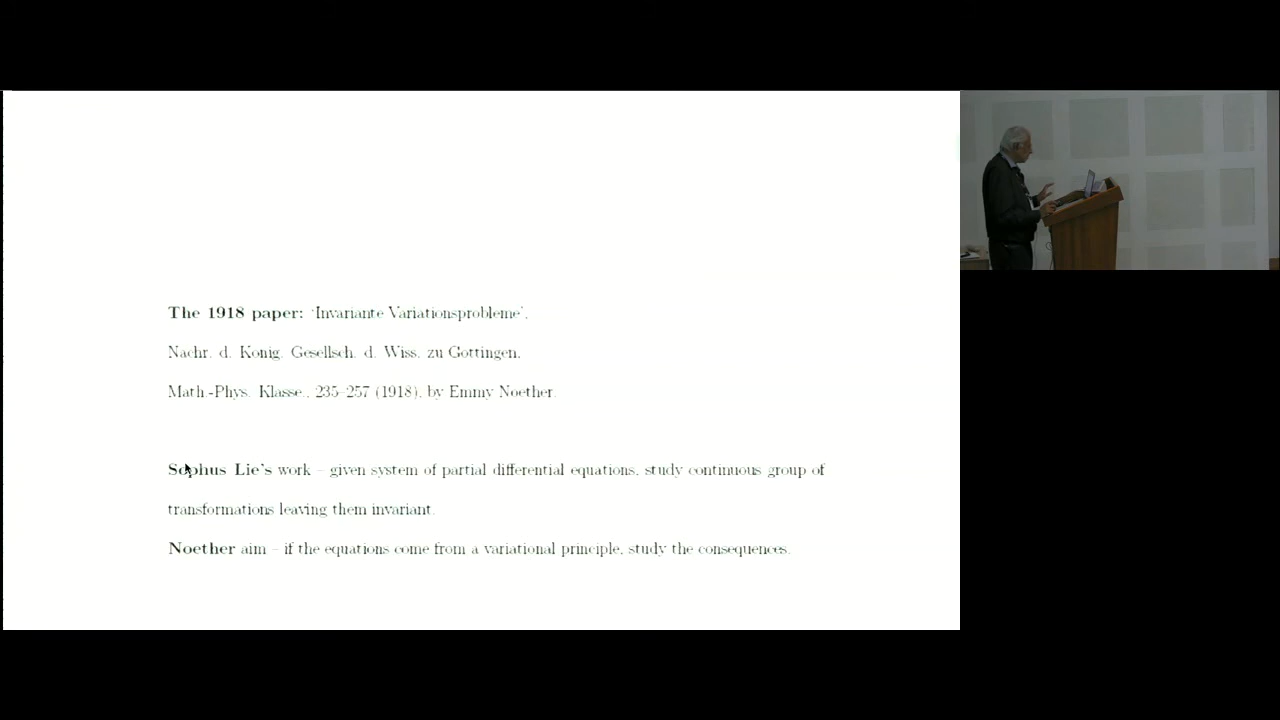 The 1918 paper: 'Invariante Variationsprobleme',
Nachr. d. Konig. Gesellsch. d. Wiss. zu Gottingen,
Math.-Phys. Klasse., 235–257 (1918), by Emmy Noether.
Sophus Lie's work – given system of partial differential equations, study continuous group of
transformations leaving them invariant.
Noether aim – if the equations come from a variational principle, study the consequences.